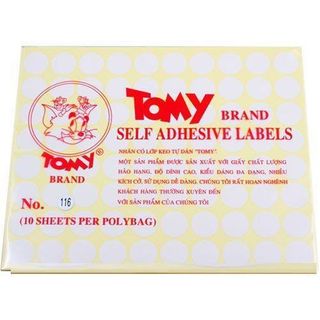 TOMY BRAND
SELF ADHESIVE LABELS
NHÃN CÓ LỚP KEO TỰ DÁN "TOMY".
MỘT SẢN PHẨM ĐƯỢC SẢN XUẤT VỚI GIẤY CHẤT LƯỢNG
HẢO HẠNG, ĐỘ DÍNH CAO, KIỂU DÁNG ĐA DẠNG, NHIỀU
KÍCH CỠ. SỬ DỤNG DỄ DÀNG. CHÚNG TÔI RẤT HOAN NGHÊNH
KHÁCH HÀNG THƯỜNG XUYÊN ĐẾN
VỚI SẢN PHẨM CỦA CHÚNG TÔI
TOMY
BRAND
No. 116
(10 SHEETS PER POLYBAG)